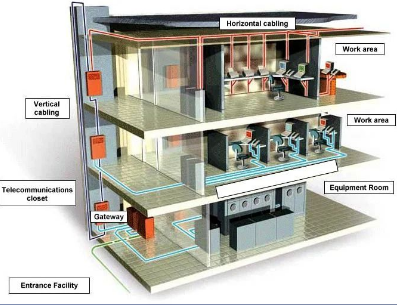 Horizontal cabling
Work area
Vertical
cabling
Work area
Telecommunications
closet
Equipment Room
Gateway
Entrance Facility